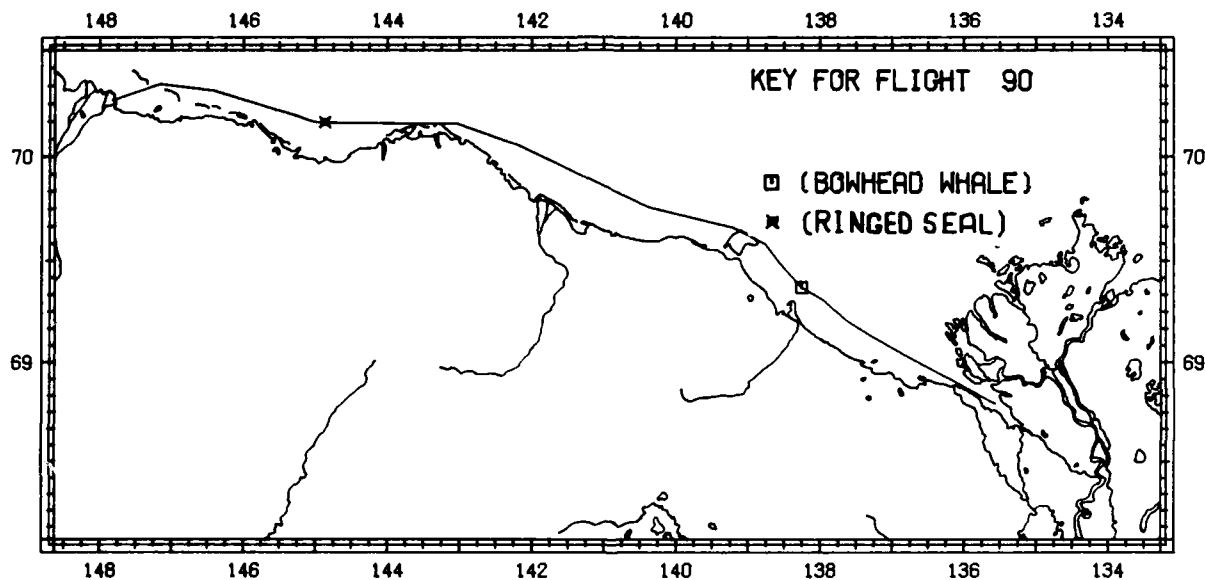 148 146 144 142 140 138 136 134
KEY FOR FLIGHT 90
70 70
(BOWHEAD WHALE)
(RINGED SEAL)
69 69
148 146 144 142 140 138 136 134